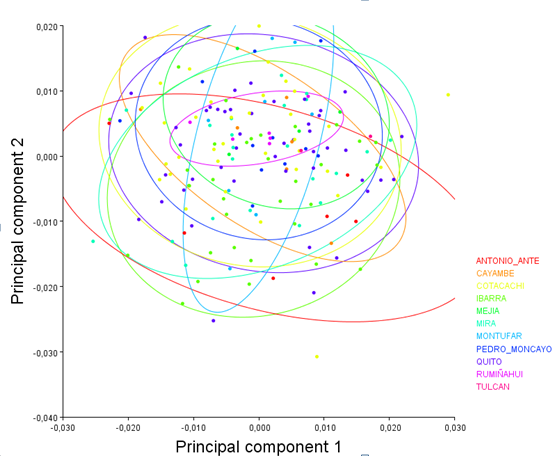 0,020
0,010
0,000
-0,010
-0,020
-0,030
-0,040
Principal component 2
-0,030
-0,020
-0,010
0,000
0,010
0,020
0,030
Principal component 1
ANTONIO_ANTE
CAYAMBE
COTACACHI
IBARRA
MEJIA
MIRA
MONTUFAR
PEDRO_MONCAYO
QUITO
RUMIÑAHUI
TULCAN